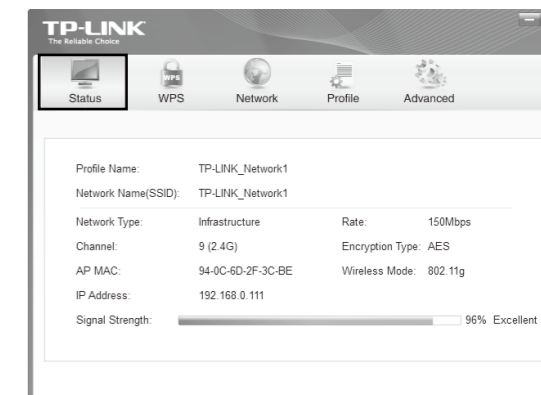 TP-LINK
The Reliable Choice
WPS
Status WPS Network Profile Advanced
Profile Name: TP-LINK_Network1
Network Name(SSID): TP-LINK_Network1
Network Type: Infrastructure Rate: 150Mbps
Channel: 9 (2.4G) Encryption Type: AES
AP MAC: 94-0C-6D-2F-3C-BE Wireless Mode: 802.11g
IP Address: 192.168.0.111
Signal Strength: 96% Excellent